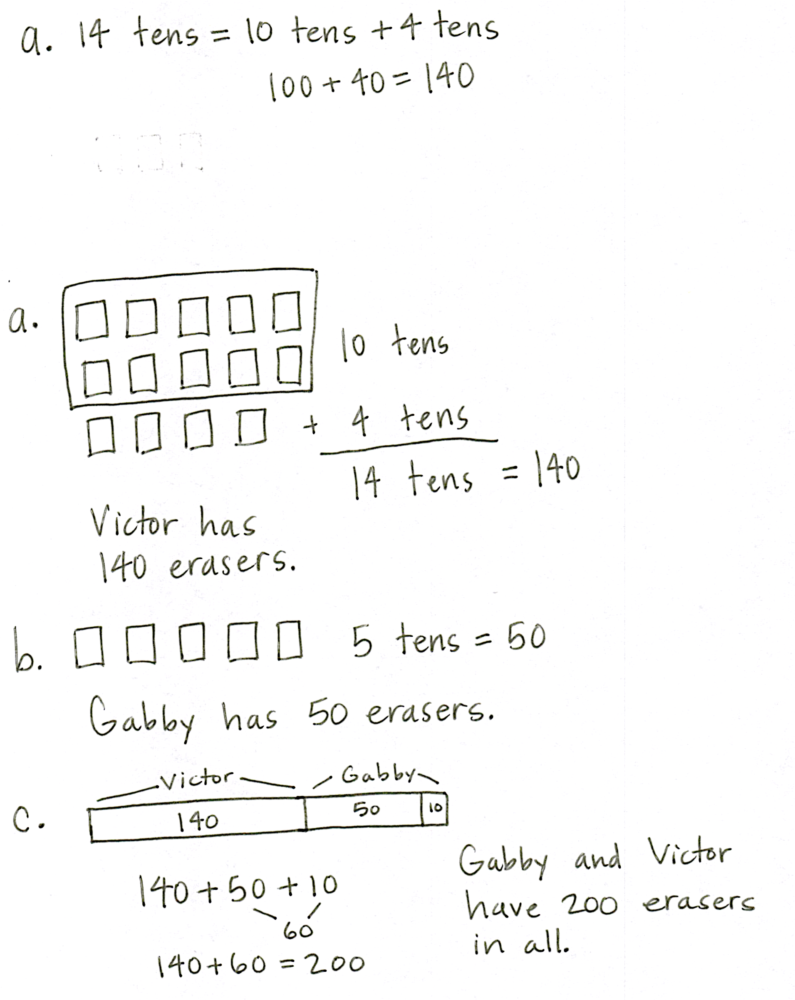 a. 14 tens = 10 tens + 4 tens
100 + 40 = 140
a.
10 tens
+ 4 tens
14 tens = 140
Victor has
140 erasers.
b. 5 tens = 50
Gabby has 50 erasers.
Victor Gabby
c. 140 50 10
140 + 50 + 10
60
140 + 60 = 200
Gabby and Victor
have 200 erasers
in all.